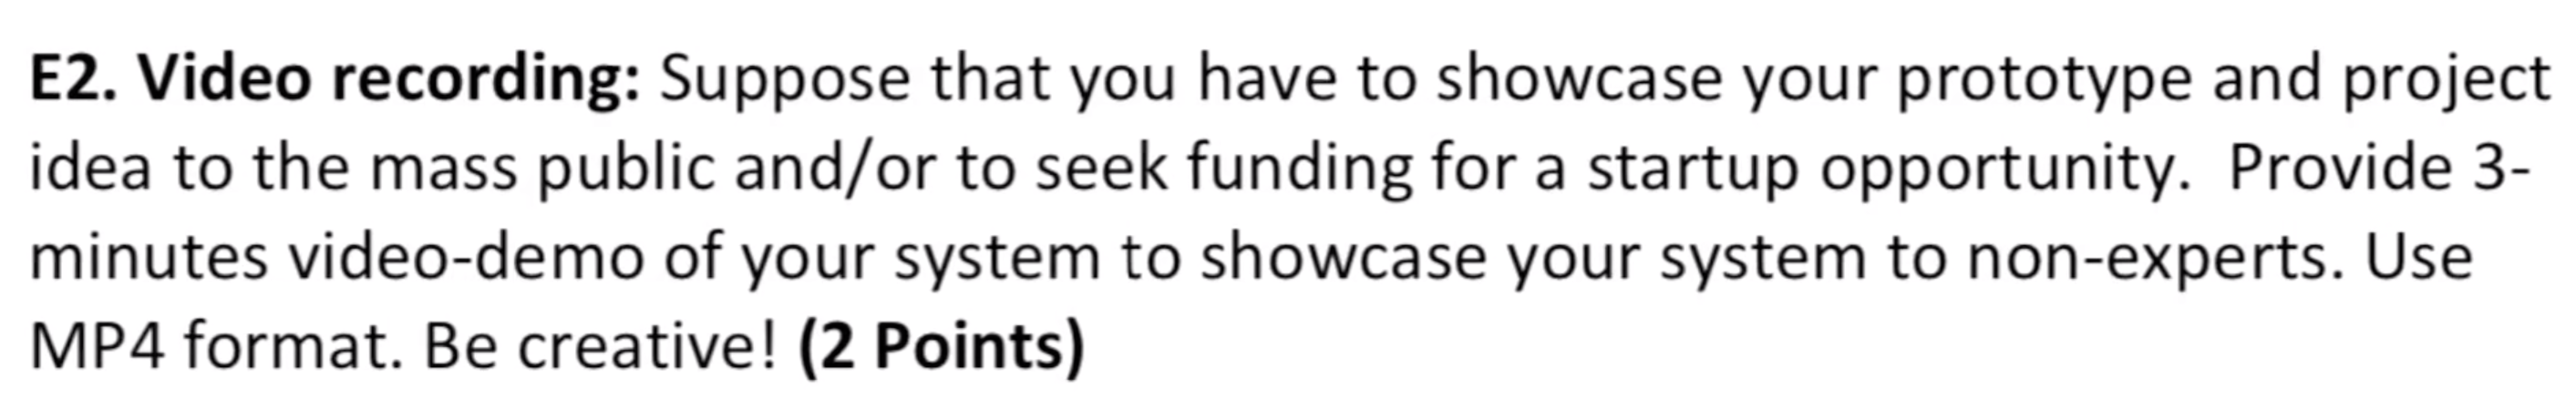 E2. Video recording: Suppose that you have to showcase your prototype and project
idea to the mass public and/or to seek funding for a startup opportunity.  Provide 3-
minutes video-demo of your system to showcase your system to non-experts. Use
MP4 format. Be creative! (2 Points)